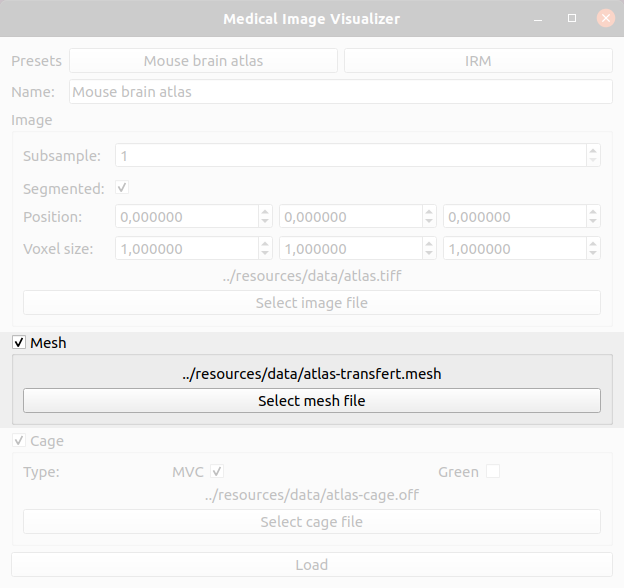 Medical Image Visualizer
Presets Mouse brain atlas IRM
Name: Mouse brain atlas
Image
Subsample: 1
Segmented:
Position: 0,000000 0,000000 0,000000
Voxel size: 1,000000 1,000000 1,000000
../resources/data/atlas.tiff
Select image file
Mesh
../resources/data/atlas-transfert.mesh
Select mesh file
Cage
Type: MVC Green
../resources/data/atlas-cage.off
Select cage file
Load